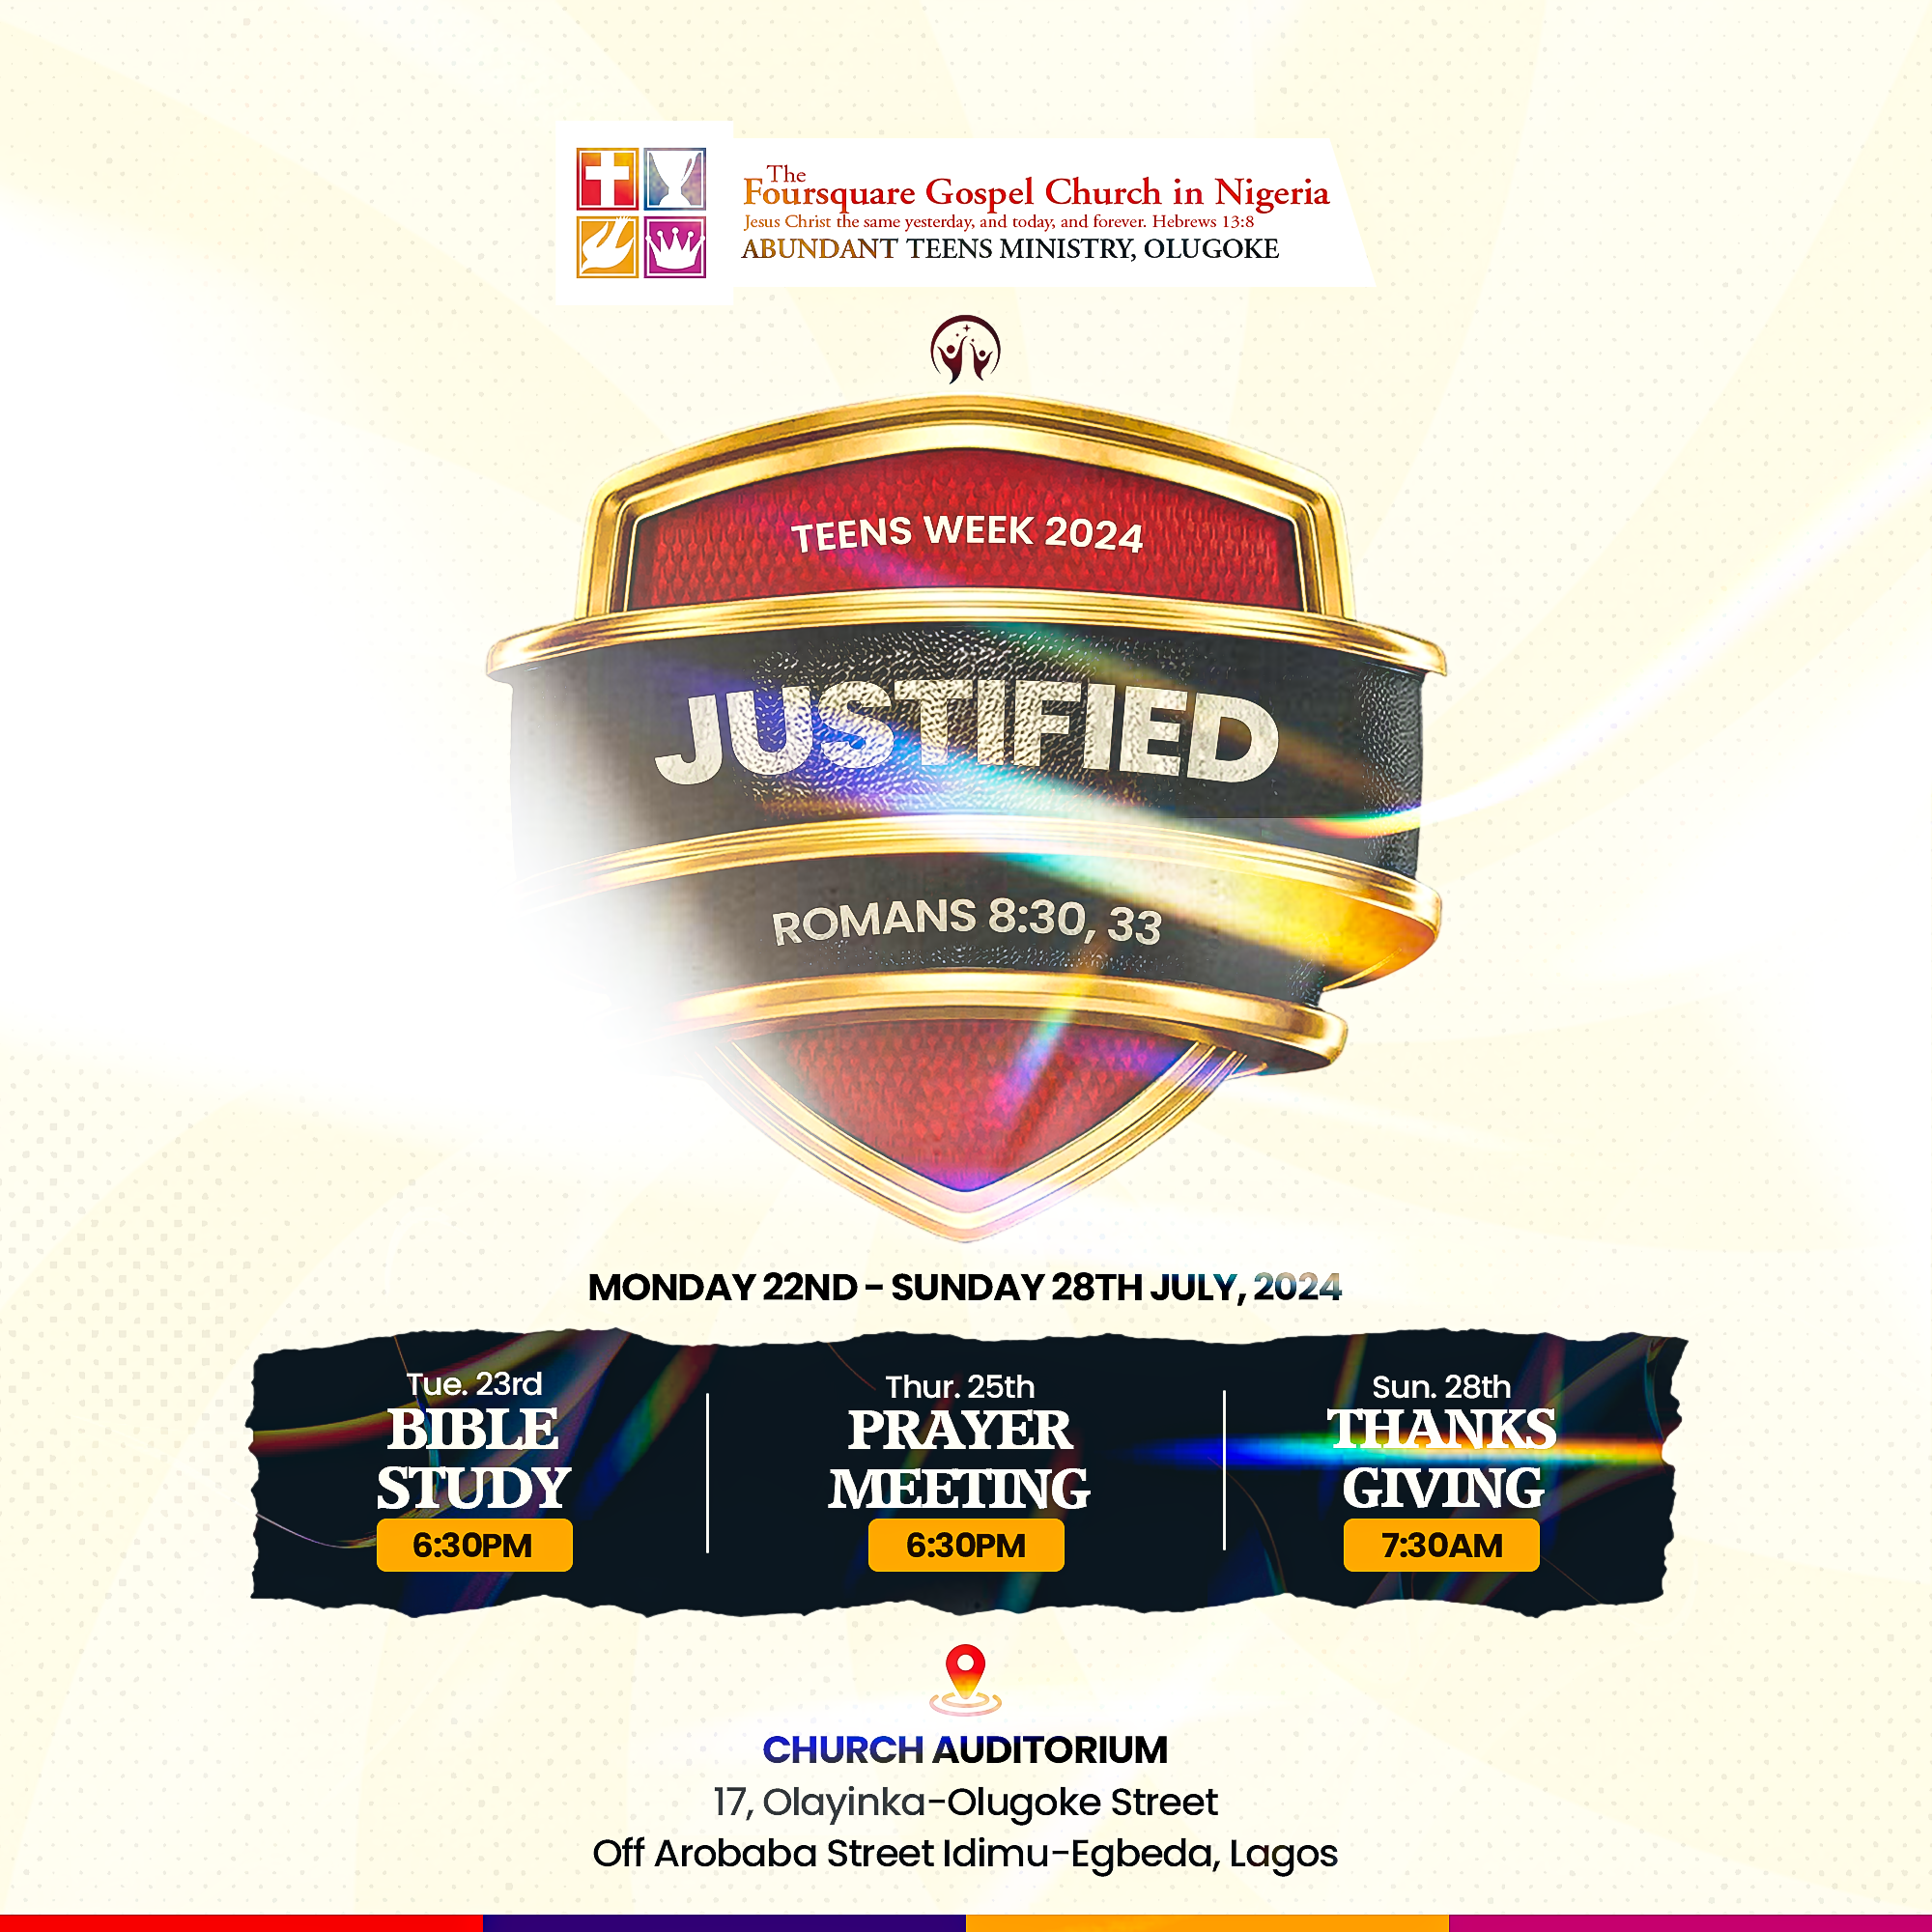 The
Foursquare Gospel Church in Nigeria
Jesus Christ the same yesterday, and today, and forever. Hebrews 13:8
ABUNDANT TEENS MINISTRY, OLUGOKE
TEENS WEEK 2024
JUSTIFIED
ROMANS 8:30, 33
MONDAY 22ND - SUNDAY 28TH JULY, 2024
Tue. 23rd
BIBLE
STUDY
6:30PM
Thur. 25th
PRAYER
MEETING
6:30PM
Sun. 28th
THANKS
GIVING
7:30AM
CHURCH AUDITORIUM
17, Olayinka-Olugoke Street
Off Arobaba Street Idimu-Egbeda, Lagos